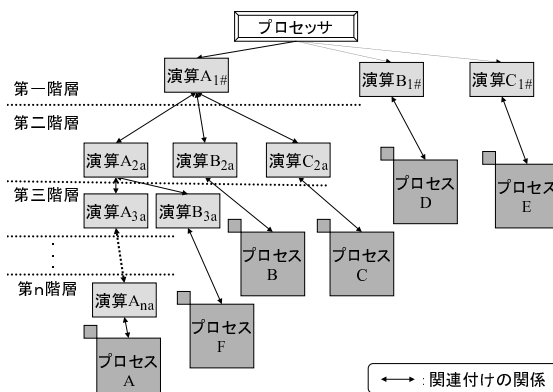 プロセッサ
演算A1#
演算B1#
演算C1#
第一階層
第二階層
演算A2a
演算B2a
演算C2a
第三階層
演算A3a
演算B3a
プロセス
D
プロセス
E
プロセス
B
プロセス
C
:
第n階層
演算Ana
プロセス
F
プロセス
A
:関連付けの関係